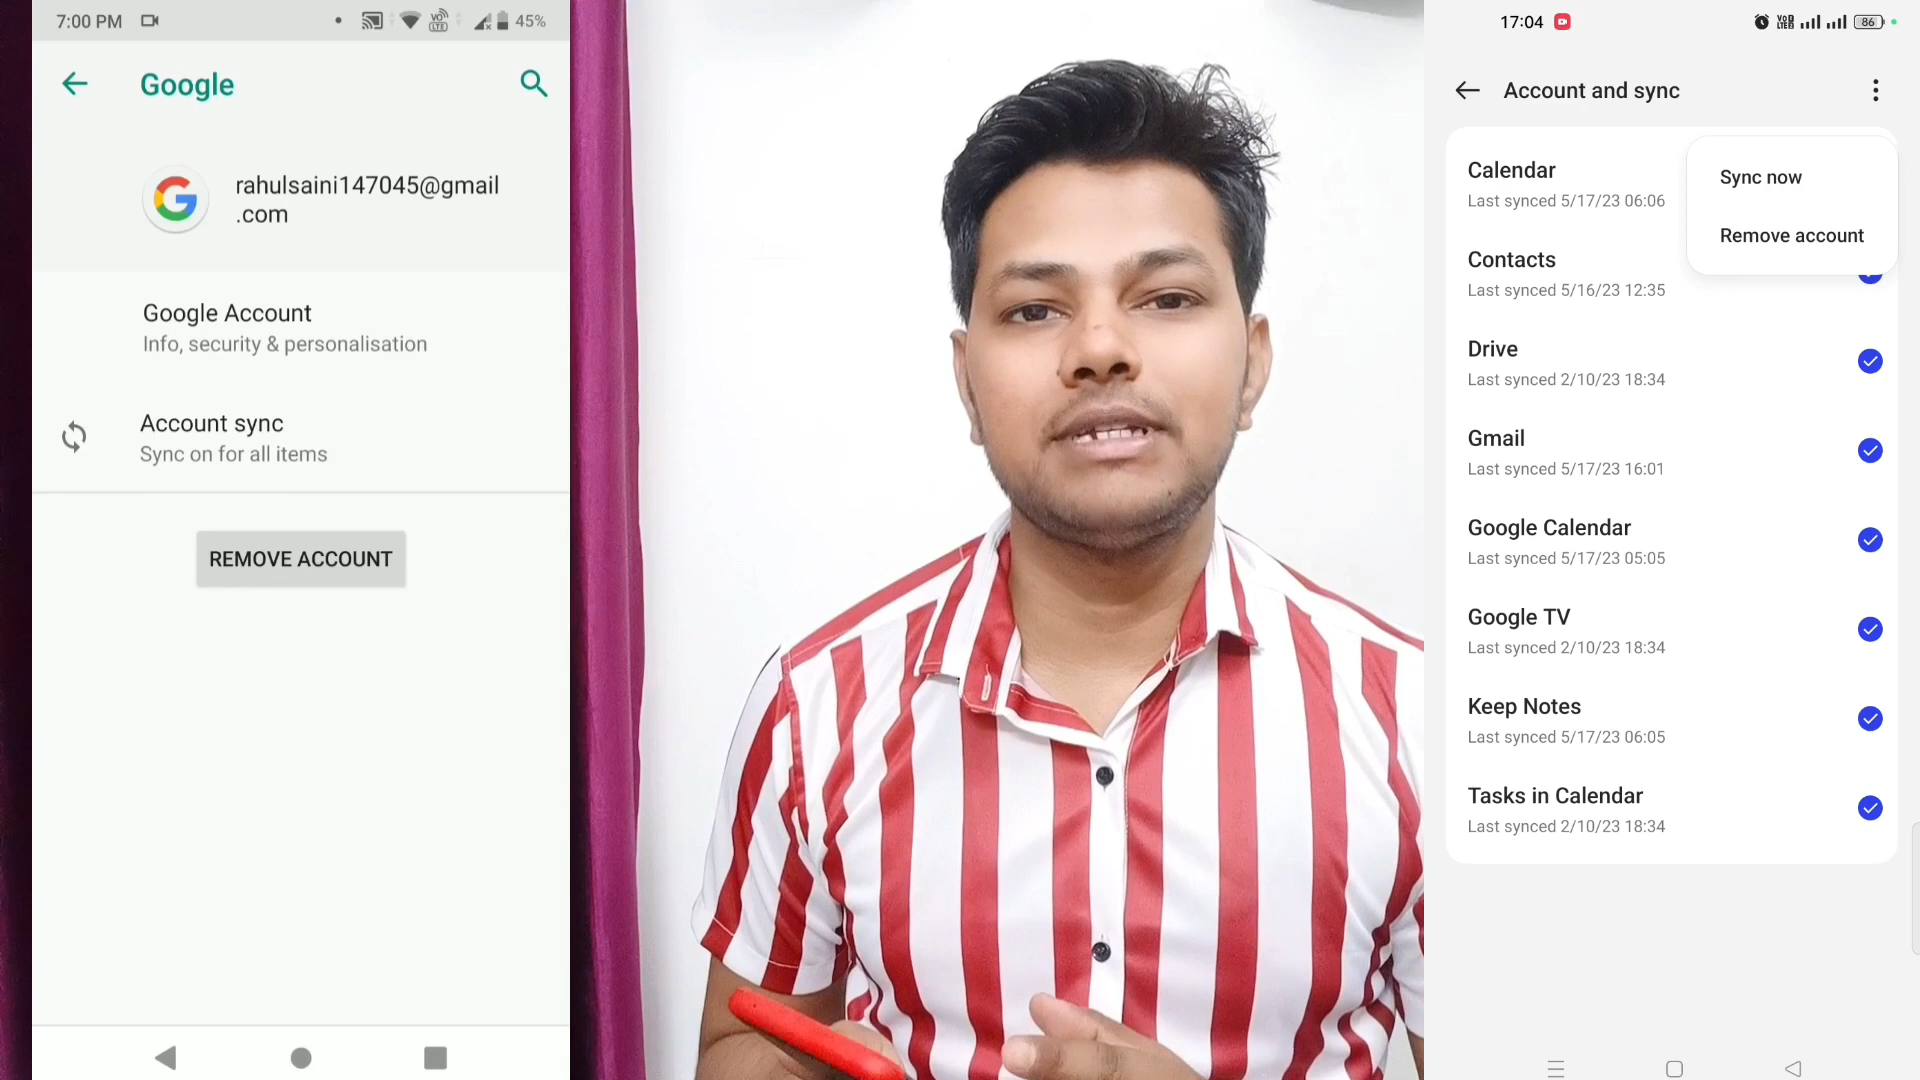 7:00 PM
VO LTE
45%
Google
rahulsaini147045@gmail
.com
Google Account
Info, security & personalisation
Account sync
Sync on for all items
REMOVE ACCOUNT
17:04
86
Account and sync
Calendar
Last synced 5/17/23 06:06
Sync now
Remove account
Contacts
Last synced 5/16/23 12:35
Drive
Last synced 2/10/23 18:34
Gmail
Last synced 5/17/23 16:01
Google Calendar
Last synced 5/17/23 05:05
Google TV
Last synced 2/10/23 18:34
Keep Notes
Last synced 5/17/23 06:05
Tasks in Calendar
Last synced 2/10/23 18:34